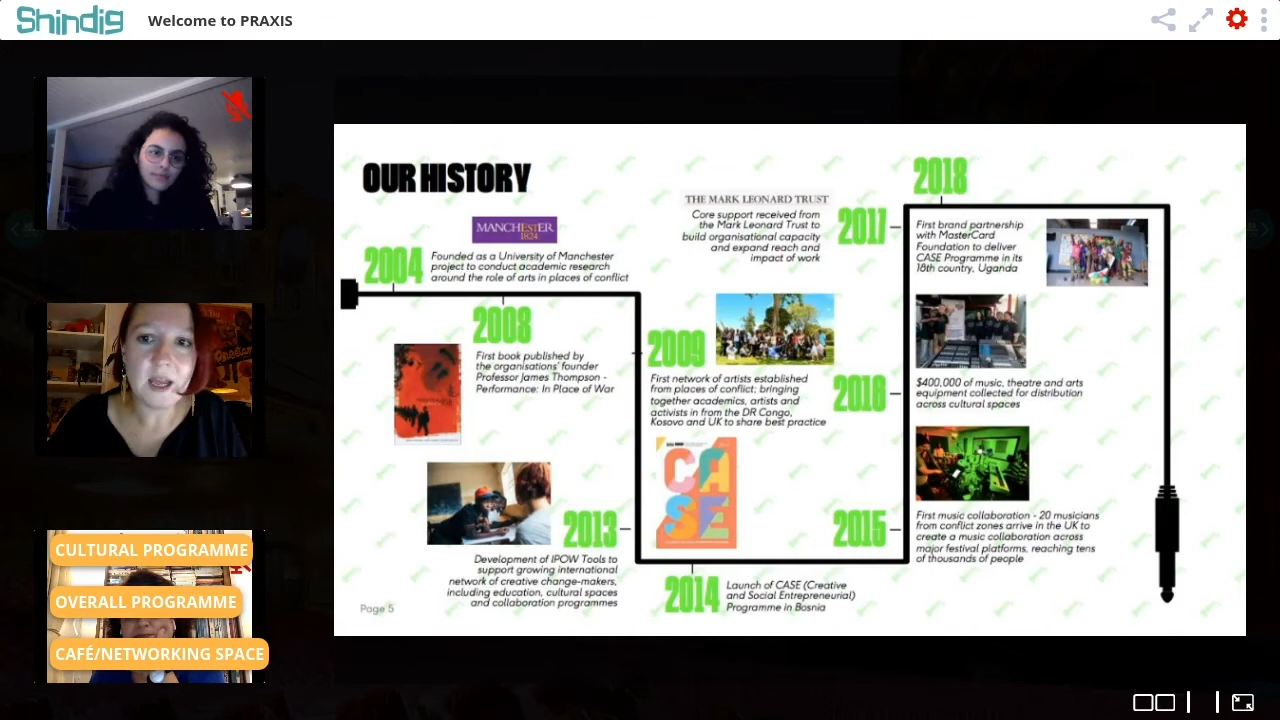 Shindig
Welcome to PRAXIS
CULTURAL PROGRAMME
OVERALL PROGRAMME
CAFÉ/NETWORKING SPACE
OUR HISTORY
MANCHESTER
1824
2004
Founded as a University of Manchester
project to conduct academic research
around the role of arts in places of conflict
2008
First book published by
the organisations' founder
Professor James Thompson -
Performance: In Place of War
2009
First network of artists established
from places of conflict; bringing
together academics, artists and
activists in from the DR Congo,
Kosovo and UK to share best practice
2013
Development of IPOW Tools to
support growing international
network of creative change-makers,
including education, cultural spaces
and collaboration programmes
CA
SE
2014
Launch of CASE (Creative
and Social Entrepreneurial)
Programme in Bosnia
2015
First music collaboration - 20 musicians
from conflict zones arrive in the UK to
create a music collaboration across
major festival platforms, reaching tens
of thousands of people
2016
$400,000 of music, theatre and arts
equipment collected for distribution
across cultural spaces
THE MARK LEONARD TRUST
2017
Core support received from
the Mark Leonard Trust to
build organisational capacity
and expand reach and
impact of work
2018
First brand partnership
with MasterCard
Foundation to deliver
CASE Programme in its
18th country, Uganda
Page 5